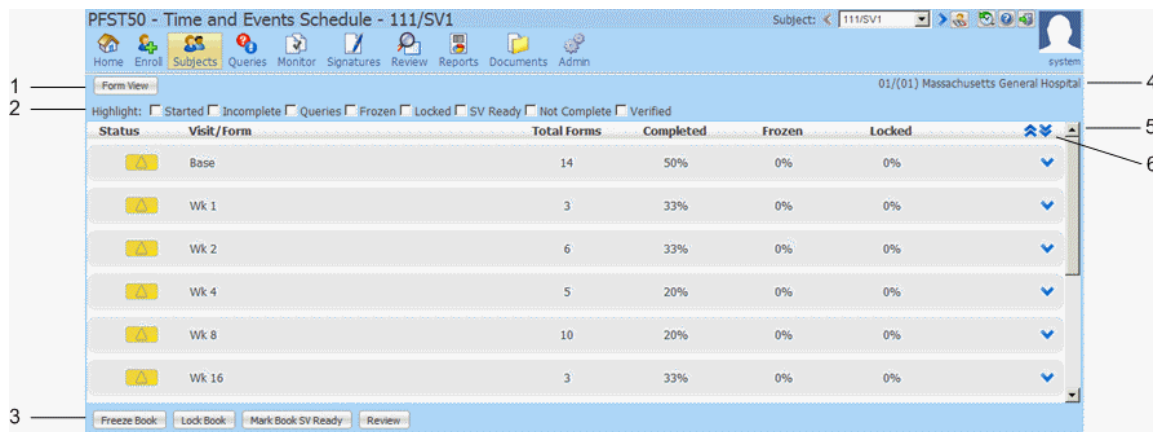 PFST50 - Time and Events Schedule - 111/SV1 Subject: 111/SV1
Home Enroll Subjects Queries Monitor Signatures Review Reports Documents Admin system
1 Form View 01/(01) Massachusetts General Hospital 4
2 Highlight: Started Incomplete Queries Frozen Locked SV Ready Not Complete Verified
Status Visit/Form Total Forms Completed Frozen Locked 5
Base 14 50% 0% 0% 6
Wk 1 3 33% 0% 0%
Wk 2 6 33% 0% 0%
Wk 4 5 20% 0% 0%
Wk 8 10 20% 0% 0%
Wk 16 3 33% 0% 0%
3 Freeze Book Lock Book Mark Book SV Ready Review